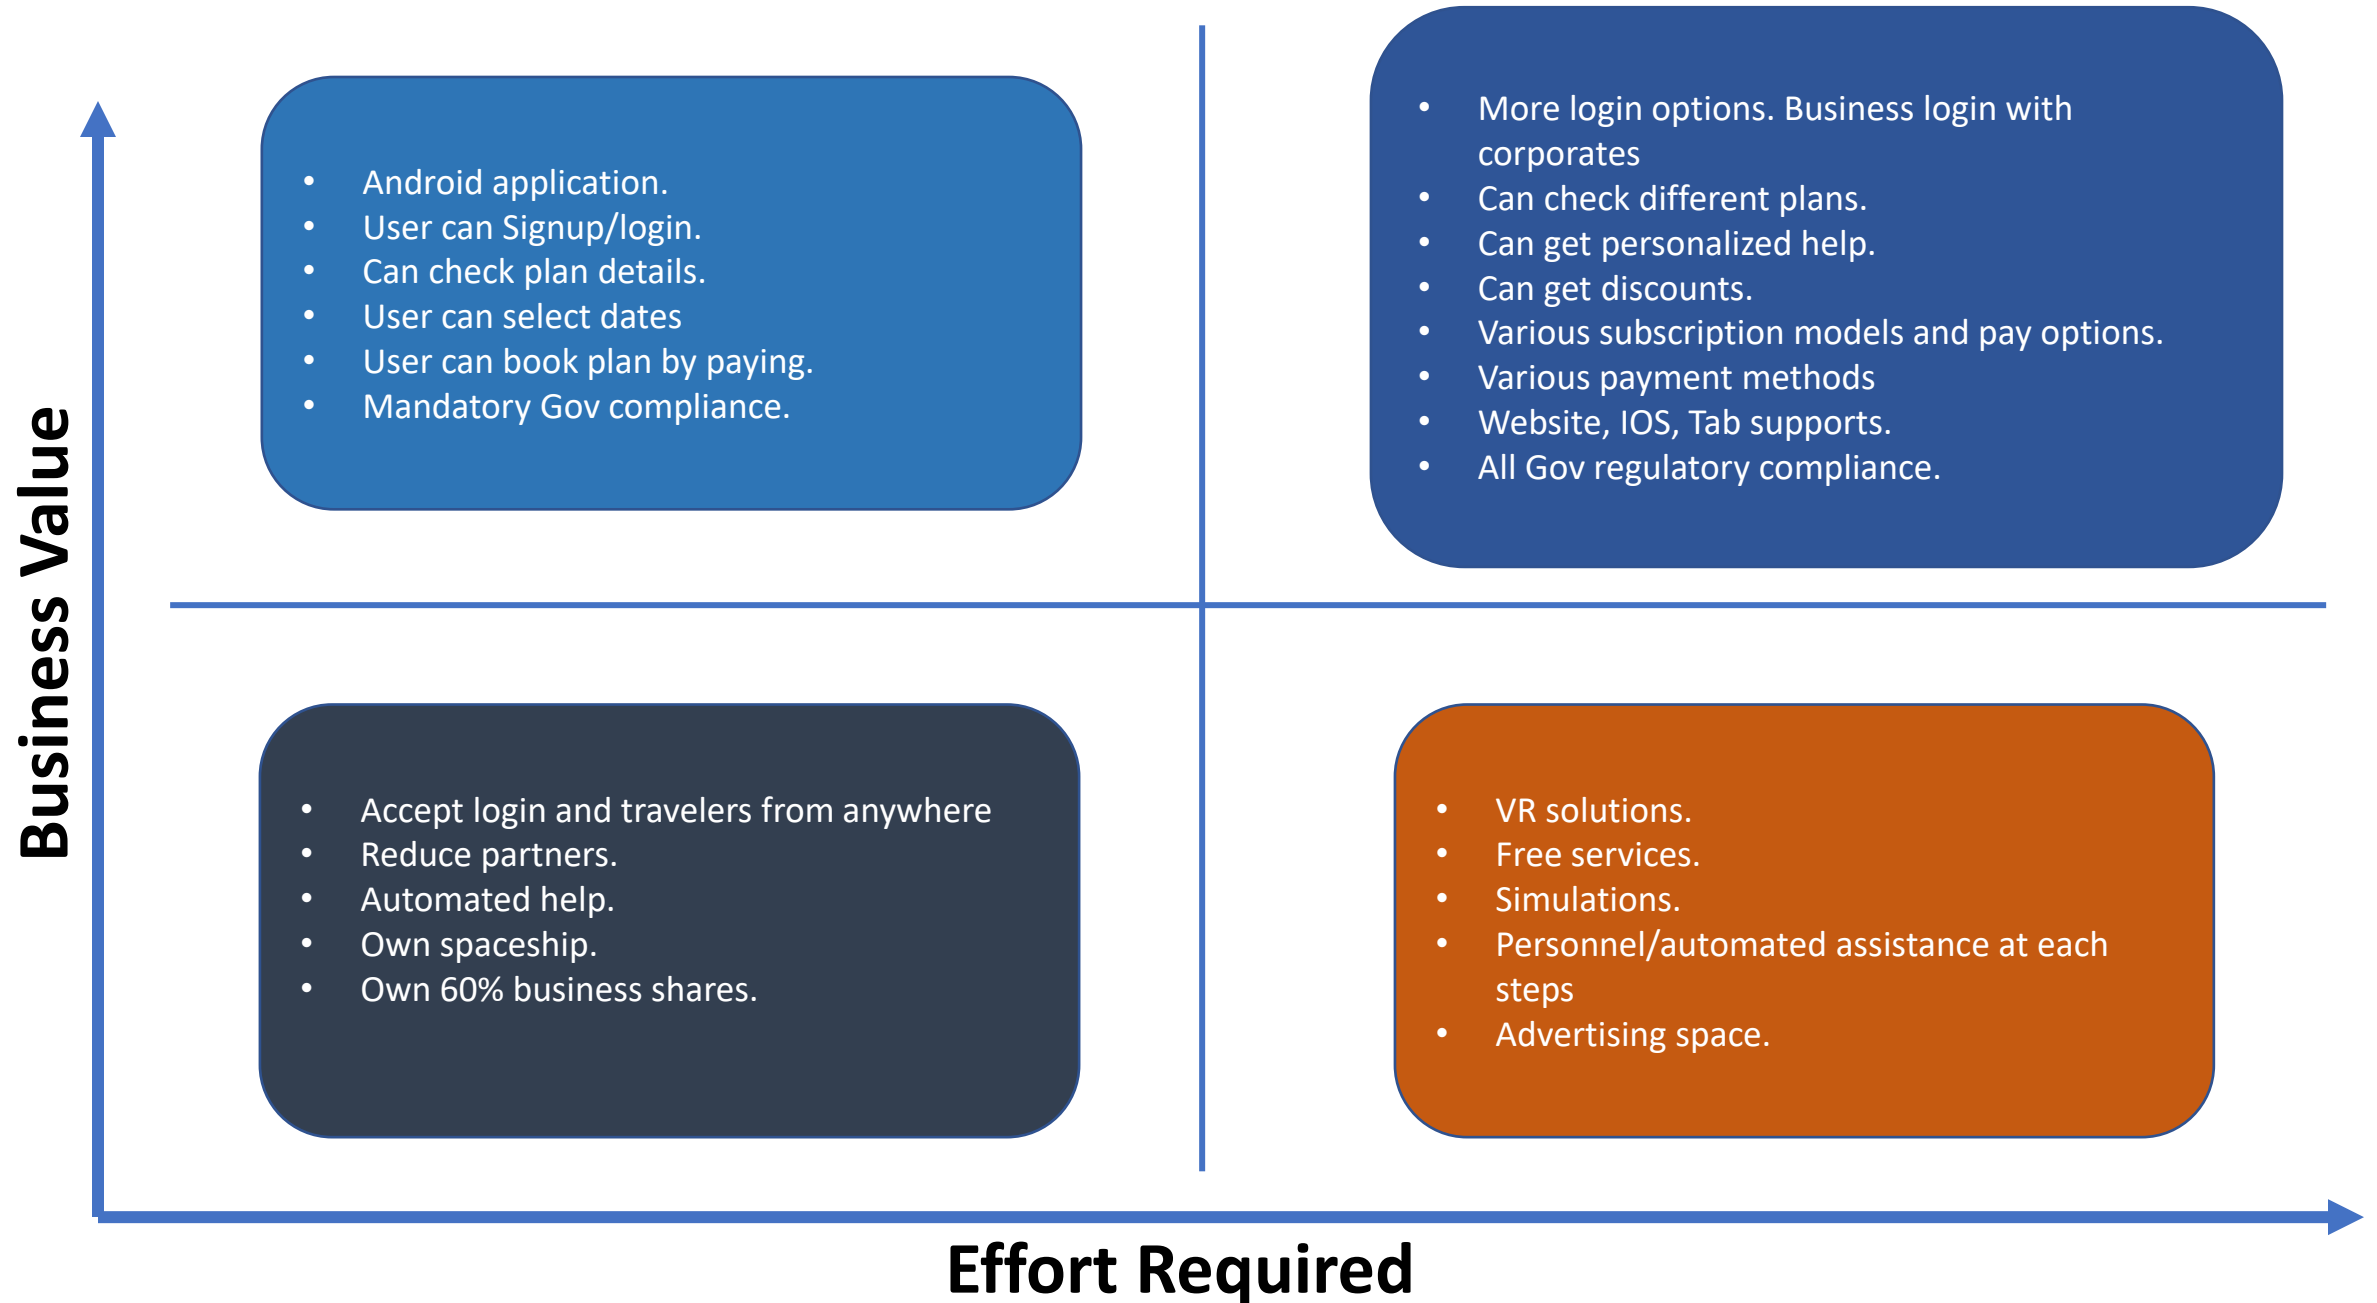 • Android application.
• User can Signup/login.
• Can check plan details.
• User can select dates
• User can book plan by paying.
• Mandatory Gov compliance.
• More login options. Business login with
corporates
• Can check different plans.
• Can get personalized help.
• Can get discounts.
• Various subscription models and pay options.
• Various payment methods
• Website, IOS, Tab supports.
• All Gov regulatory compliance.
Business Value
• Accept login and travelers from anywhere
• Reduce partners.
• Automated help.
• Own spaceship.
• Own 60% business shares.
• VR solutions.
• Free services.
• Simulations.
• Personnel/automated assistance at each
steps
• Advertising space.
Effort Required